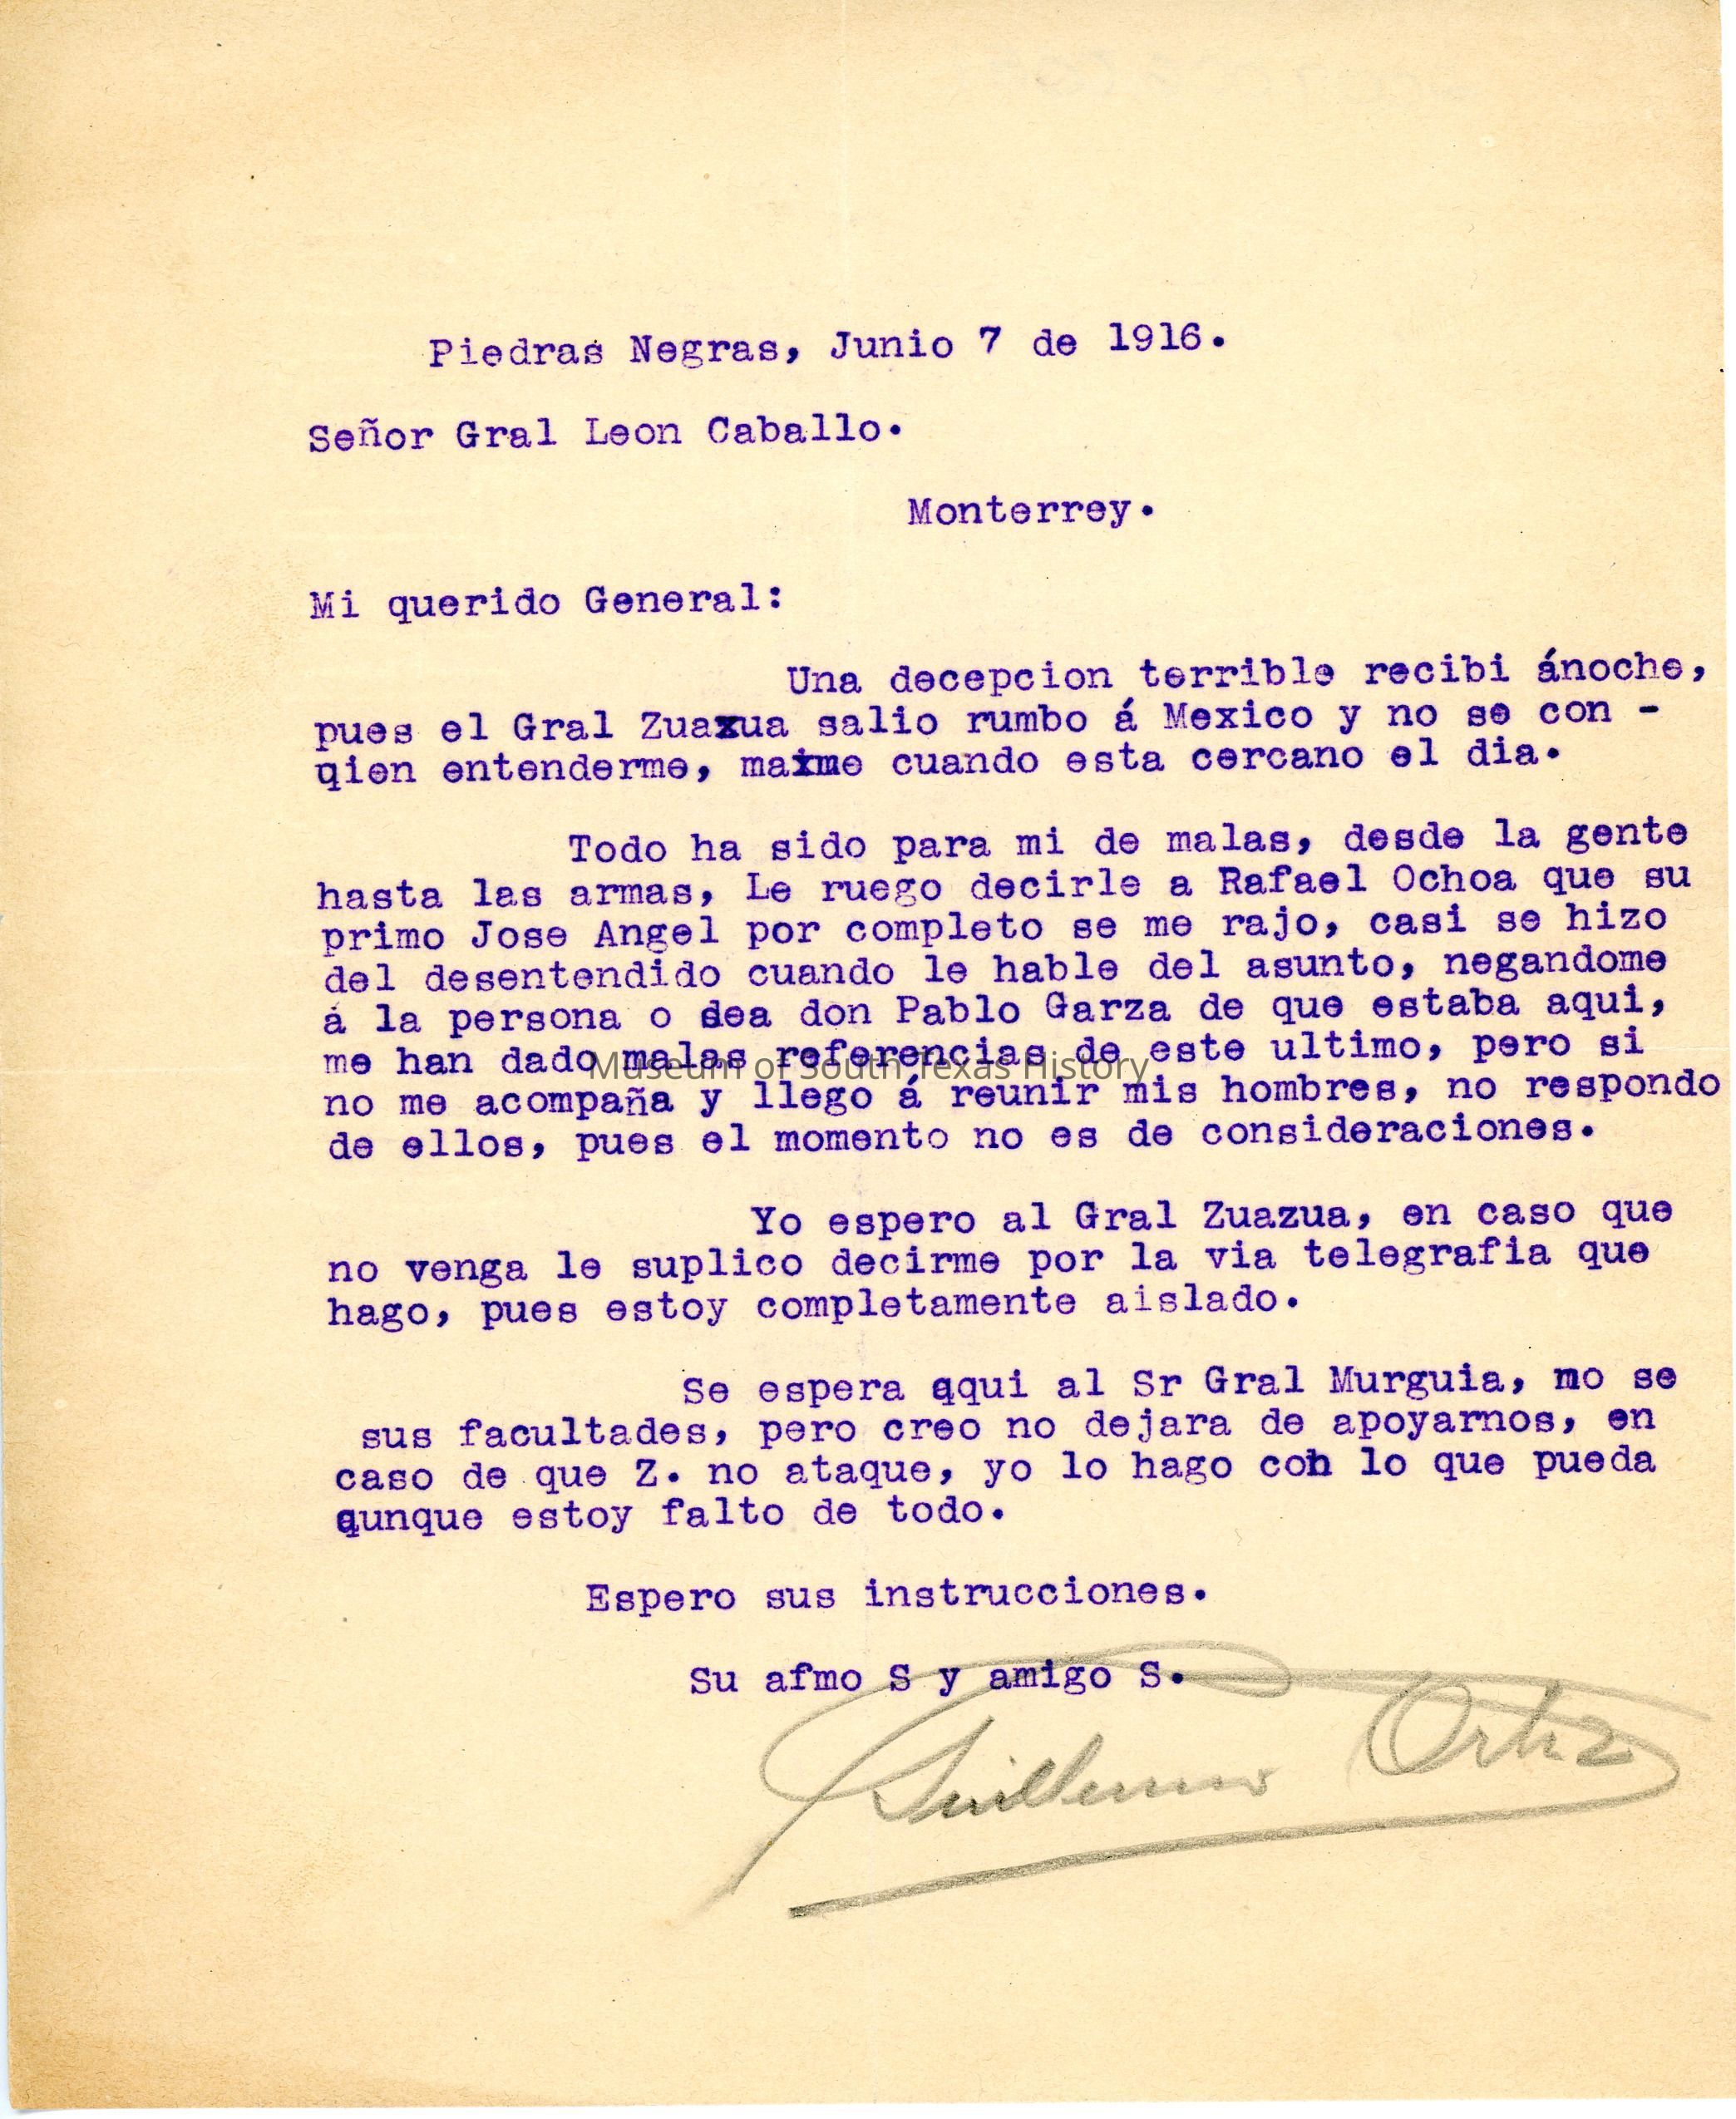 Piedras Negras, Junio 7 de 1916.
Señor Gral Leon Caballo.
Monterrey.
Mi querido General:
Una decepcion terrible recibi ánoche,
pues el Gral Zuazua salio rumbo á Mexico y no se con -
qien entenderme, maxme cuando esta cercano el dia.
Todo ha sido para mi de malas, desde la gente
hasta las armas, Le ruego decirle a Rafael Ochoa que su
primo Jose Angel por completo se me rajo, casi se hizo
del desentendido cuando le hable del asunto, negandome
á la persona o sea don Pablo Garza de que estaba aqui,
me han dado malas referencias de este ultimo, pero si
no me acompaña y llego á reunir mis hombres, no respondo
de ellos, pues el momento no es de consideraciones.
Yo espero al Gral Zuazua, en caso que
no venga le suplico decirme por la via telegrafia que
hago, pues estoy completamente aislado.
Se espera aqui al Sr Gral Murguia, no se
sus facultades, pero creo no dejara de apoyarnos, en
caso de que Z. no ataque, yo lo hago con lo que pueda
aunque estoy falto de todo.
Espero sus instrucciones.
Su afmo S y amigo S.
Guillermo Ortiz
Museum of South Texas History